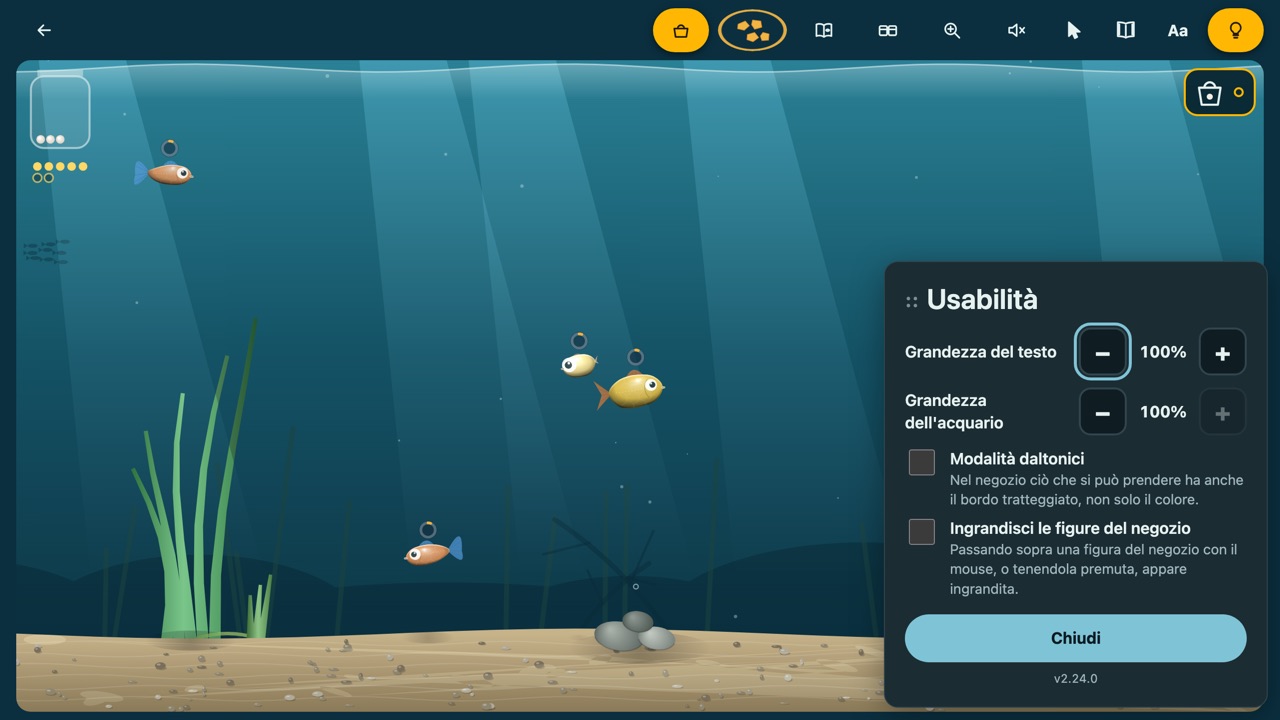 Aa
Usabilità
Grandezza del testo
100%
Grandezza
dell'acquario
100%
Modalità daltonici
Nel negozio ciò che si può prendere ha anche
il bordo tratteggiato, non solo il colore.
Ingrandisci le figure del negozio
Passando sopra una figura del negozio con il
mouse, o tenendola premuta, appare
ingrandita.
Chiudi
v2.24.0